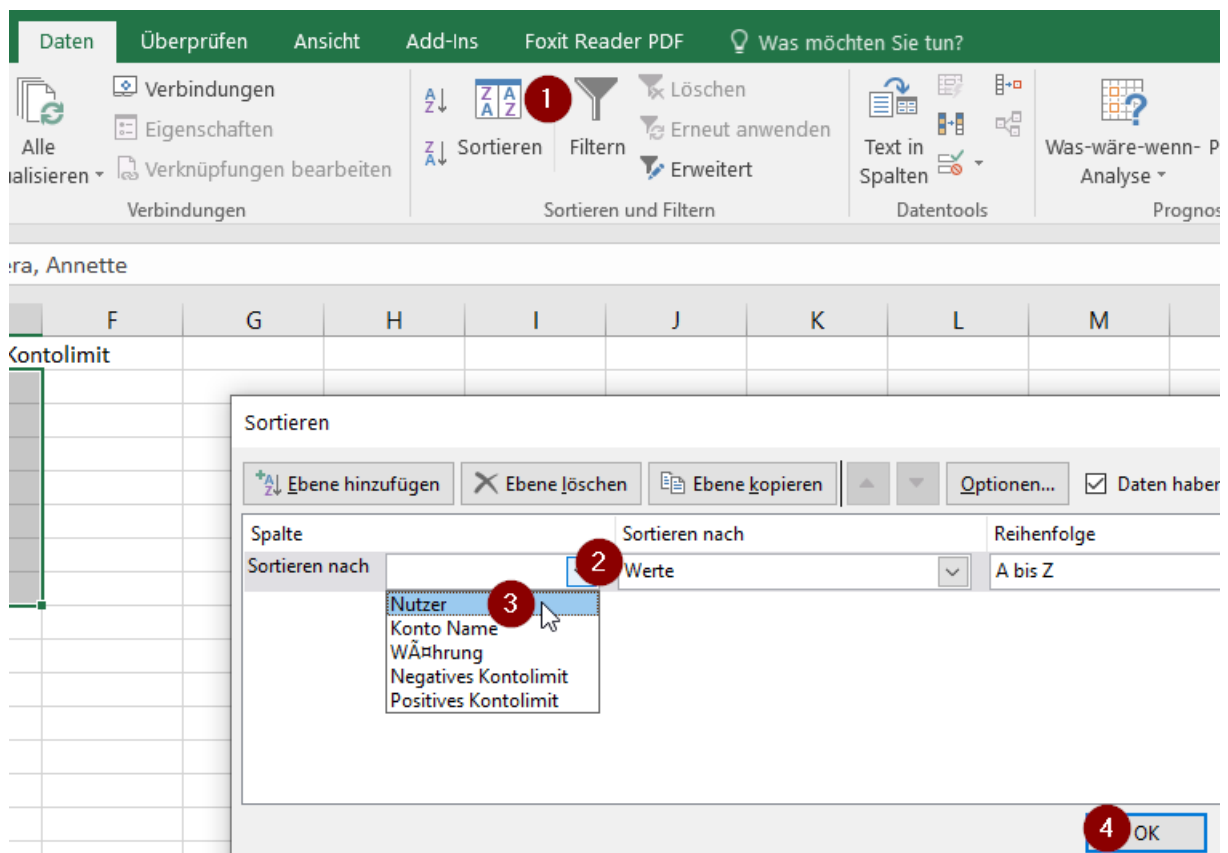 Daten Überprüfen Ansicht Add-Ins Foxit Reader PDF Was möchten Sie tun?
Alle
alisieren
Verbindungen
Eigenschaften
Verknüpfungen bearbeiten
Verbindungen
Sortieren
1
Filtern
Löschen
Erneut anwenden
Erweitert
Sortieren und Filtern
Text in
Spalten
Datentools
Was-wäre-wenn- P
Analyse
Prognos
era, Annette
F G H I J K L M
Kontolimit
Sortieren
Ebene hinzufügen Ebene löschen Ebene kopieren Optionen... Daten haben
Spalte Sortieren nach Reihenfolge
Sortieren nach 2 Werte A bis Z
Nutzer 3
Konto Name
WÃ¤hrung
Negatives Kontolimit
Positives Kontolimit
4 OK